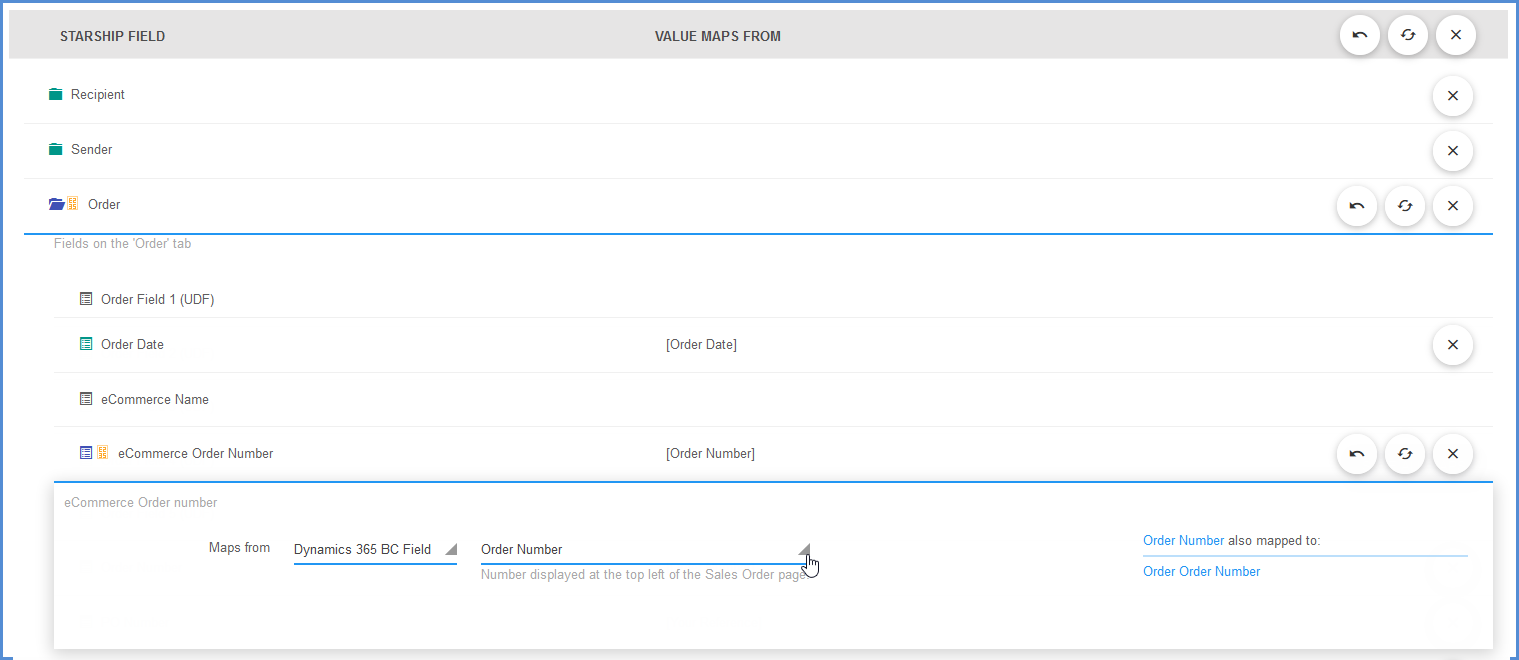 STARSHIP FIELD VALUE MAPS FROM
Recipient
Sender
Order
Fields on the 'Order' tab
Order Field 1 (UDF)
Order Date [Order Date]
eCommerce Name
eCommerce Order Number [Order Number]
eCommerce Order number
Maps from Dynamics 365 BC Field Order Number
Number displayed at the top left of the Sales Order page.
Order Number also mapped to:
Order Order Number